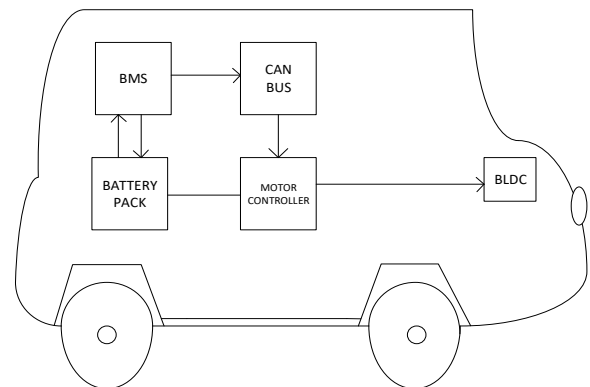 BMS
CAN
BUS
BATTERY
PACK
MOTOR
CONTROLLER
BLDC